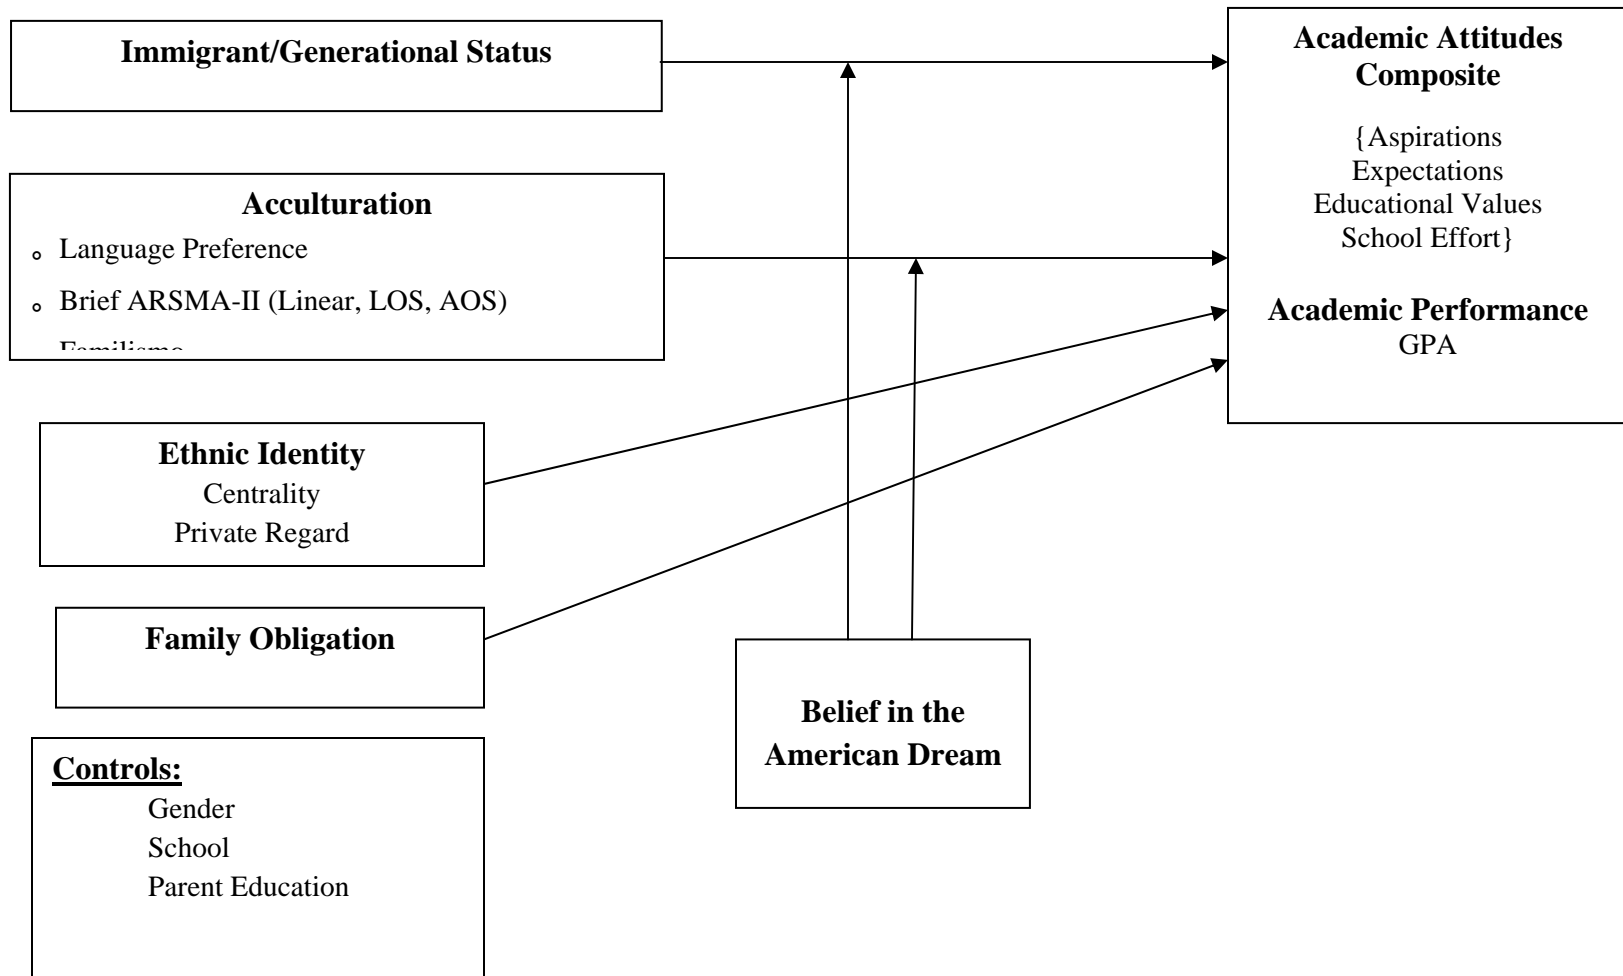 Immigrant/Generational Status
Acculturation
Language Preference
Brief ARSMA-II (Linear, LOS, AOS)
Familismo
Ethnic Identity
Centrality
Private Regard
Family Obligation
Controls:
Gender
School
Parent Education
Belief in the
American Dream
Academic Attitudes
Composite
{Aspirations
Expectations
Educational Values
School Effort}
Academic Performance
GPA